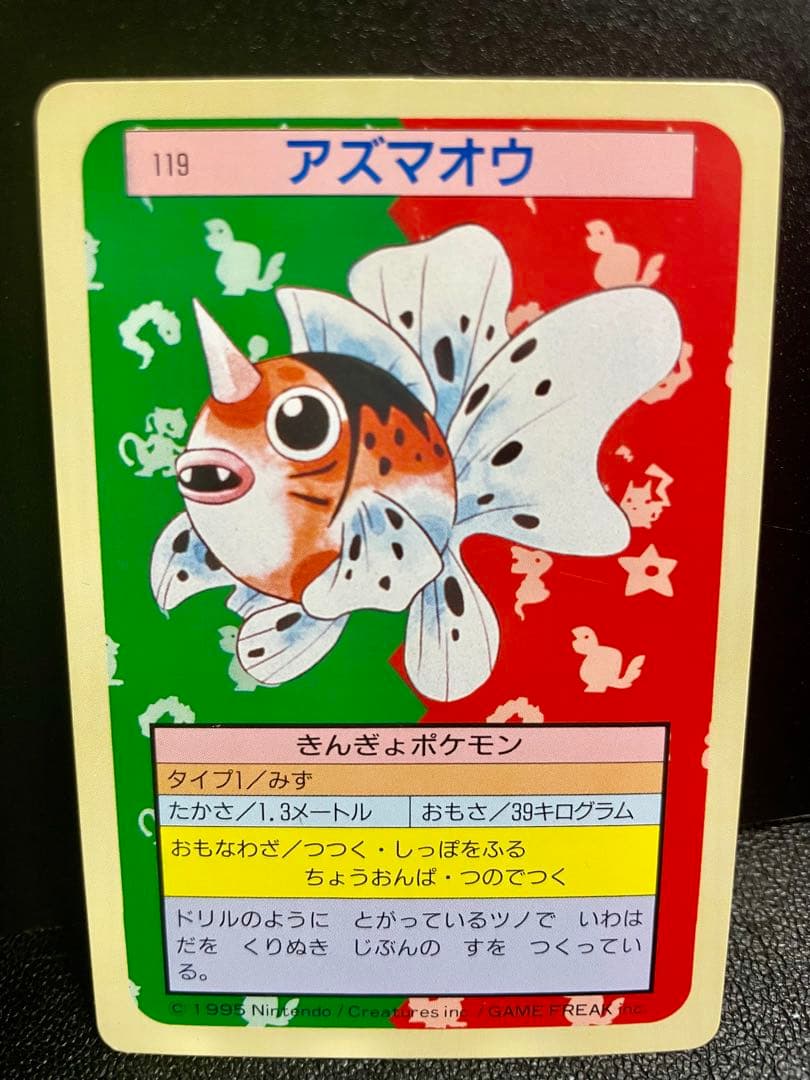 119 アズマオウ
きんぎょポケモン
タイプ1／みず
たかさ／1.3メートル おもさ／39キログラム
おもなわざ／つつく・しっぽをふる
ちょうおんぱ・つのでつく
ドリルのように とがっているツノで いわは
だを くりぬき じぶんの すを つくってい
る。
© 1995 Nintendo / Creatures inc. / GAME FREAK inc.